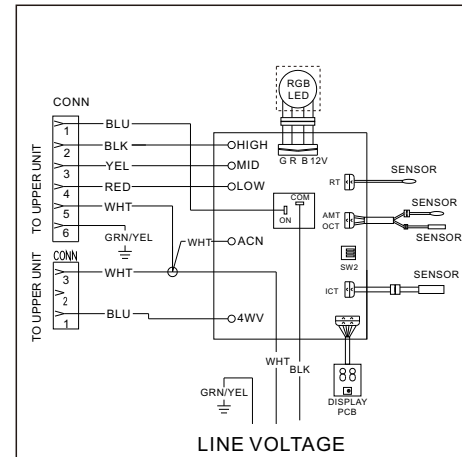 RGB
LED
CONN
1 BLU
2 BLK HIGH
G R B 12V
3 YEL MID
SENSOR
RT
4 RED LOW
5 WHT
COM
ON
AMT
OCT
SENSOR
SENSOR
6 GRN/YEL
TO UPPER UNIT
WHT ACN
CONN
3 WHT
SW2
2
SENSOR
ICT
1 BLU 4WV
TO UPPER UNIT
WHT
BLK
GRN/YEL
88
DISPLAY
PCB
LINE VOLTAGE